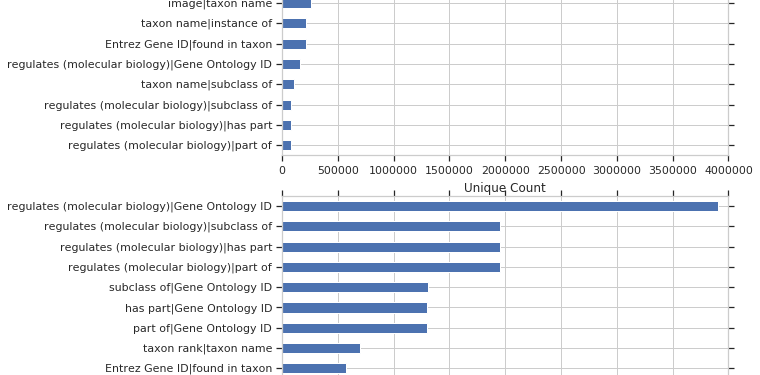 image|taxon name
taxon name|instance of
Entrez Gene ID|found in taxon
regulates (molecular biology)|Gene Ontology ID
taxon name|subclass of
regulates (molecular biology)|subclass of
regulates (molecular biology)|has part
regulates (molecular biology)|part of
0 500000 1000000 1500000 2000000 2500000 3000000 3500000 4000000
Unique Count
regulates (molecular biology)|Gene Ontology ID
regulates (molecular biology)|subclass of
regulates (molecular biology)|has part
regulates (molecular biology)|part of
subclass of|Gene Ontology ID
has part|Gene Ontology ID
part of|Gene Ontology ID
taxon rank|taxon name
Entrez Gene ID|found in taxon